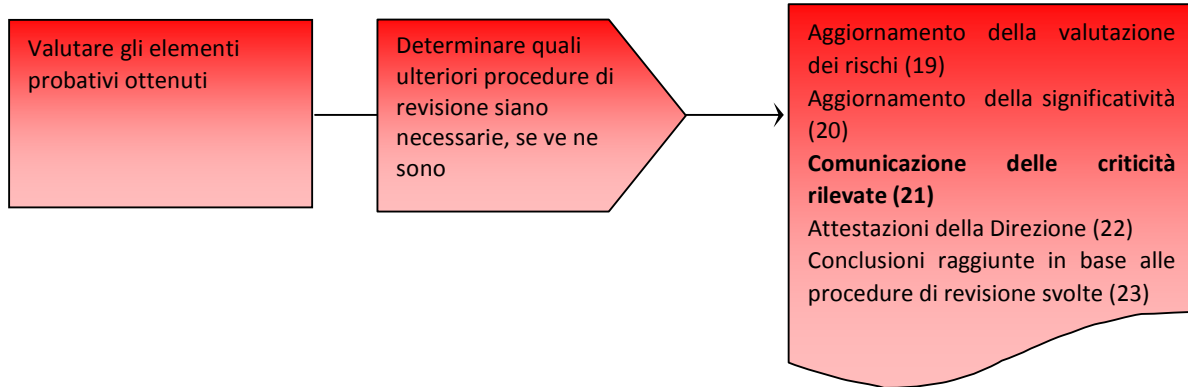 Valutare gli elementi
probativi ottenuti
Determinare quali
ulteriori procedure di
revisione siano
necessarie, se ve ne
sono
Aggiornamento della valutazione
dei rischi (19)
Aggiornamento della significatività
(20)
Comunicazione delle criticità
rilevate (21)
Attestazioni della Direzione (22)
Conclusioni raggiunte in base alle
procedure di revisione svolte (23)